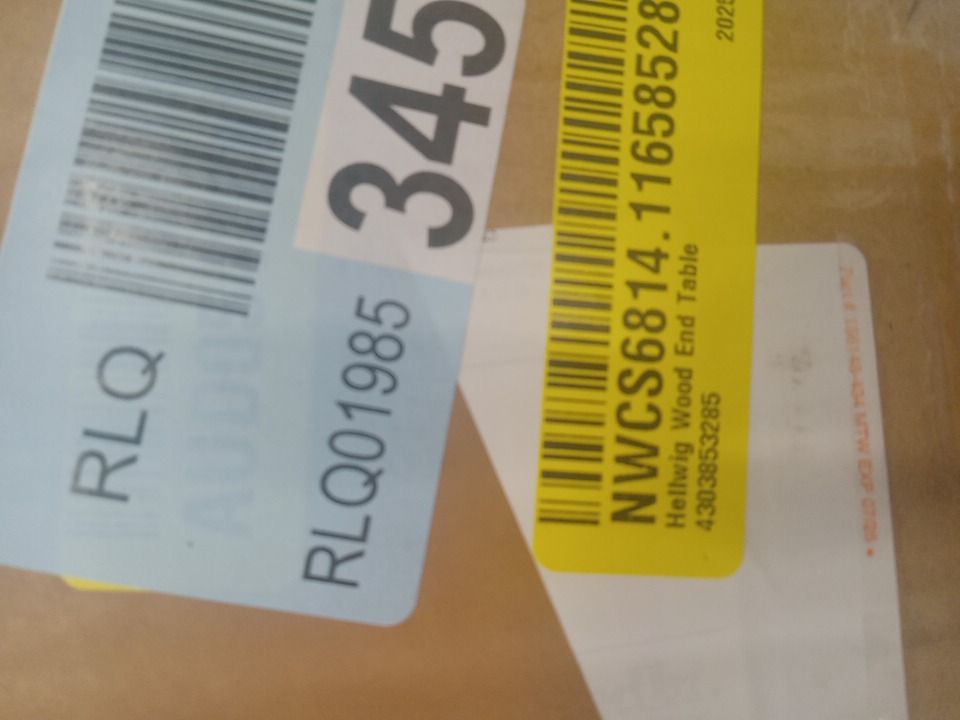 RLQ
345
RLQ01985
NWCS6814.11658528
Hellwig Wood End Table
4303853285
2025